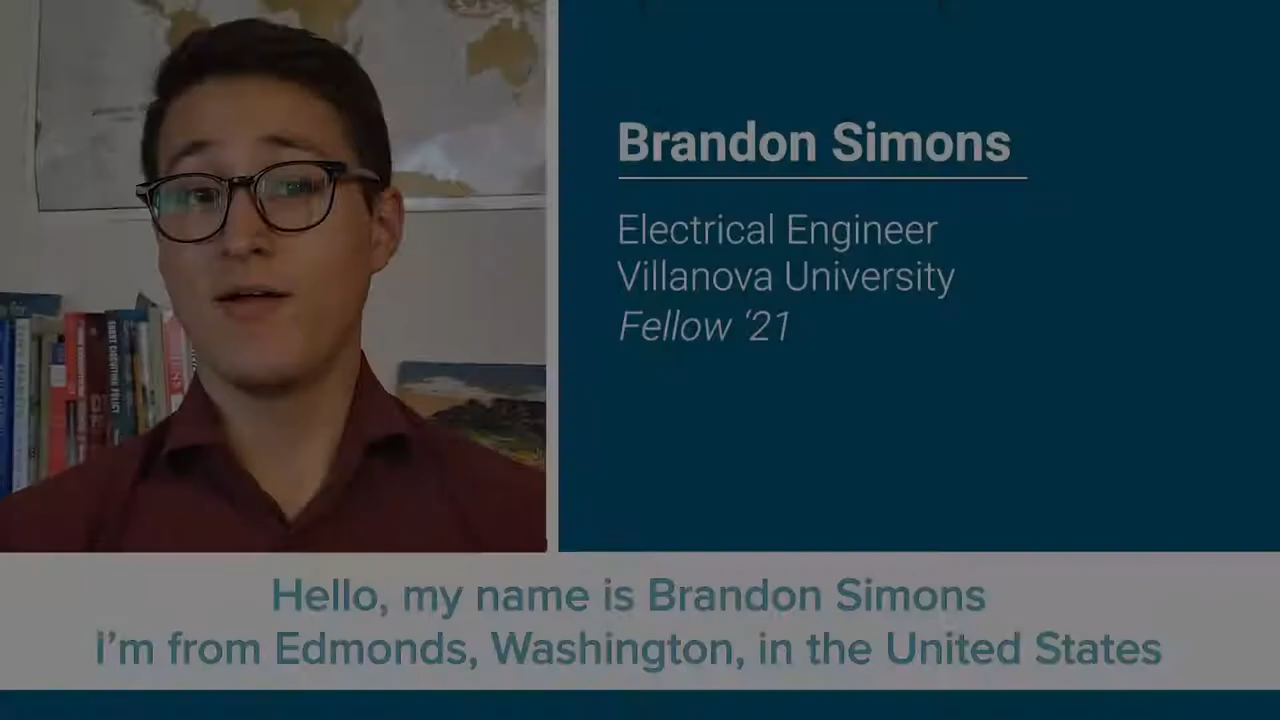 Brandon Simons
Electrical Engineer
Villanova University
Fellow ‘21
Hello, my name is Brandon Simons
I’m from Edmonds, Washington, in the United States